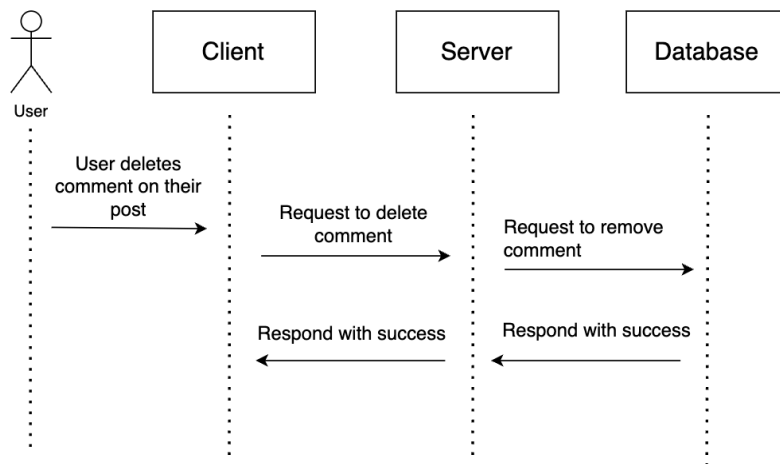 Client
Server
Database
User
User deletes
comment on their
post
Request to delete
comment
Request to remove
comment
Respond with success
Respond with success